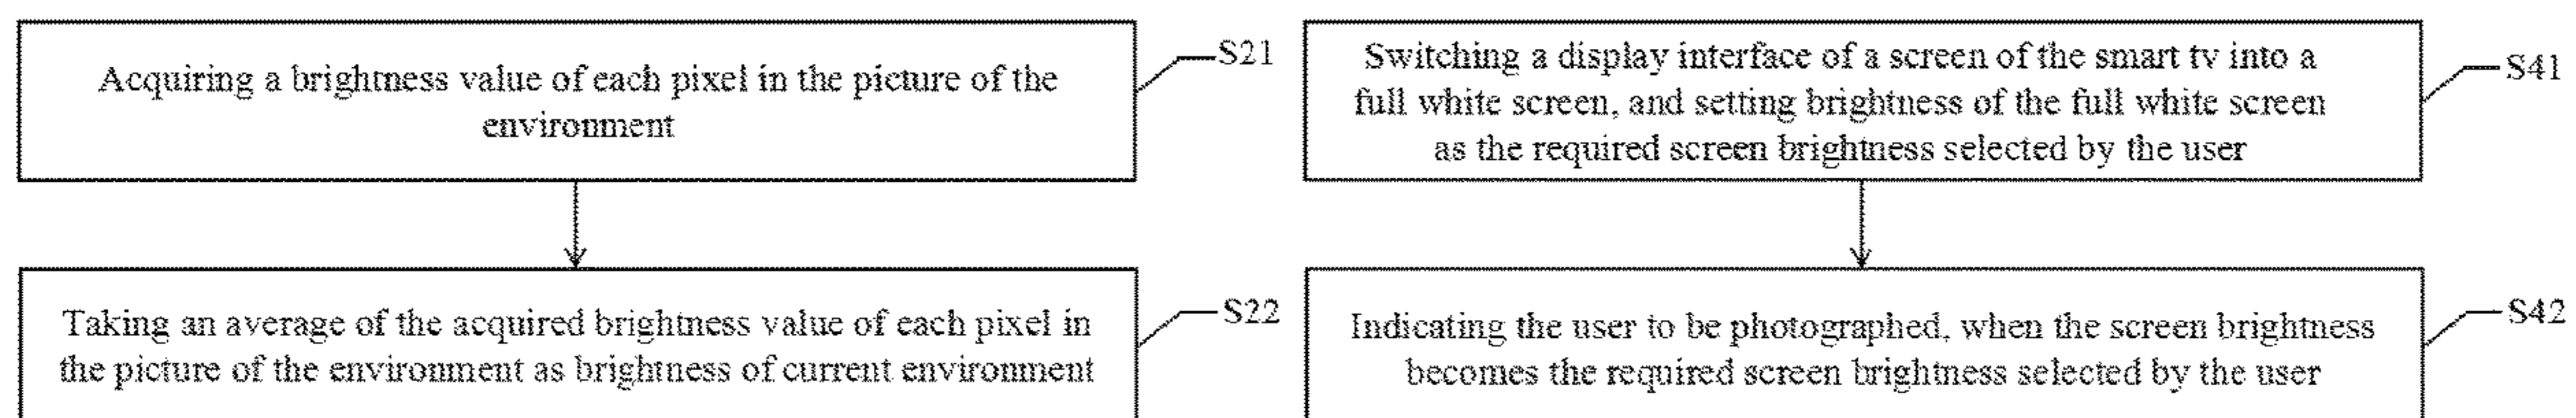 Acquiring a brightness value of each pixel in the picture of the
environment
S21
Taking an average of the acquired brightness value of each pixel in
the picture of the environment as brightness of current environment
S22
Switching a display interface of a screen of the smart tv into a
full white screen, and setting brightness of the full white screen
as the required screen brightness selected by the user
S41
Indicating the user to be photographed, when the screen brightness
becomes the required screen brightness selected by the user
S42